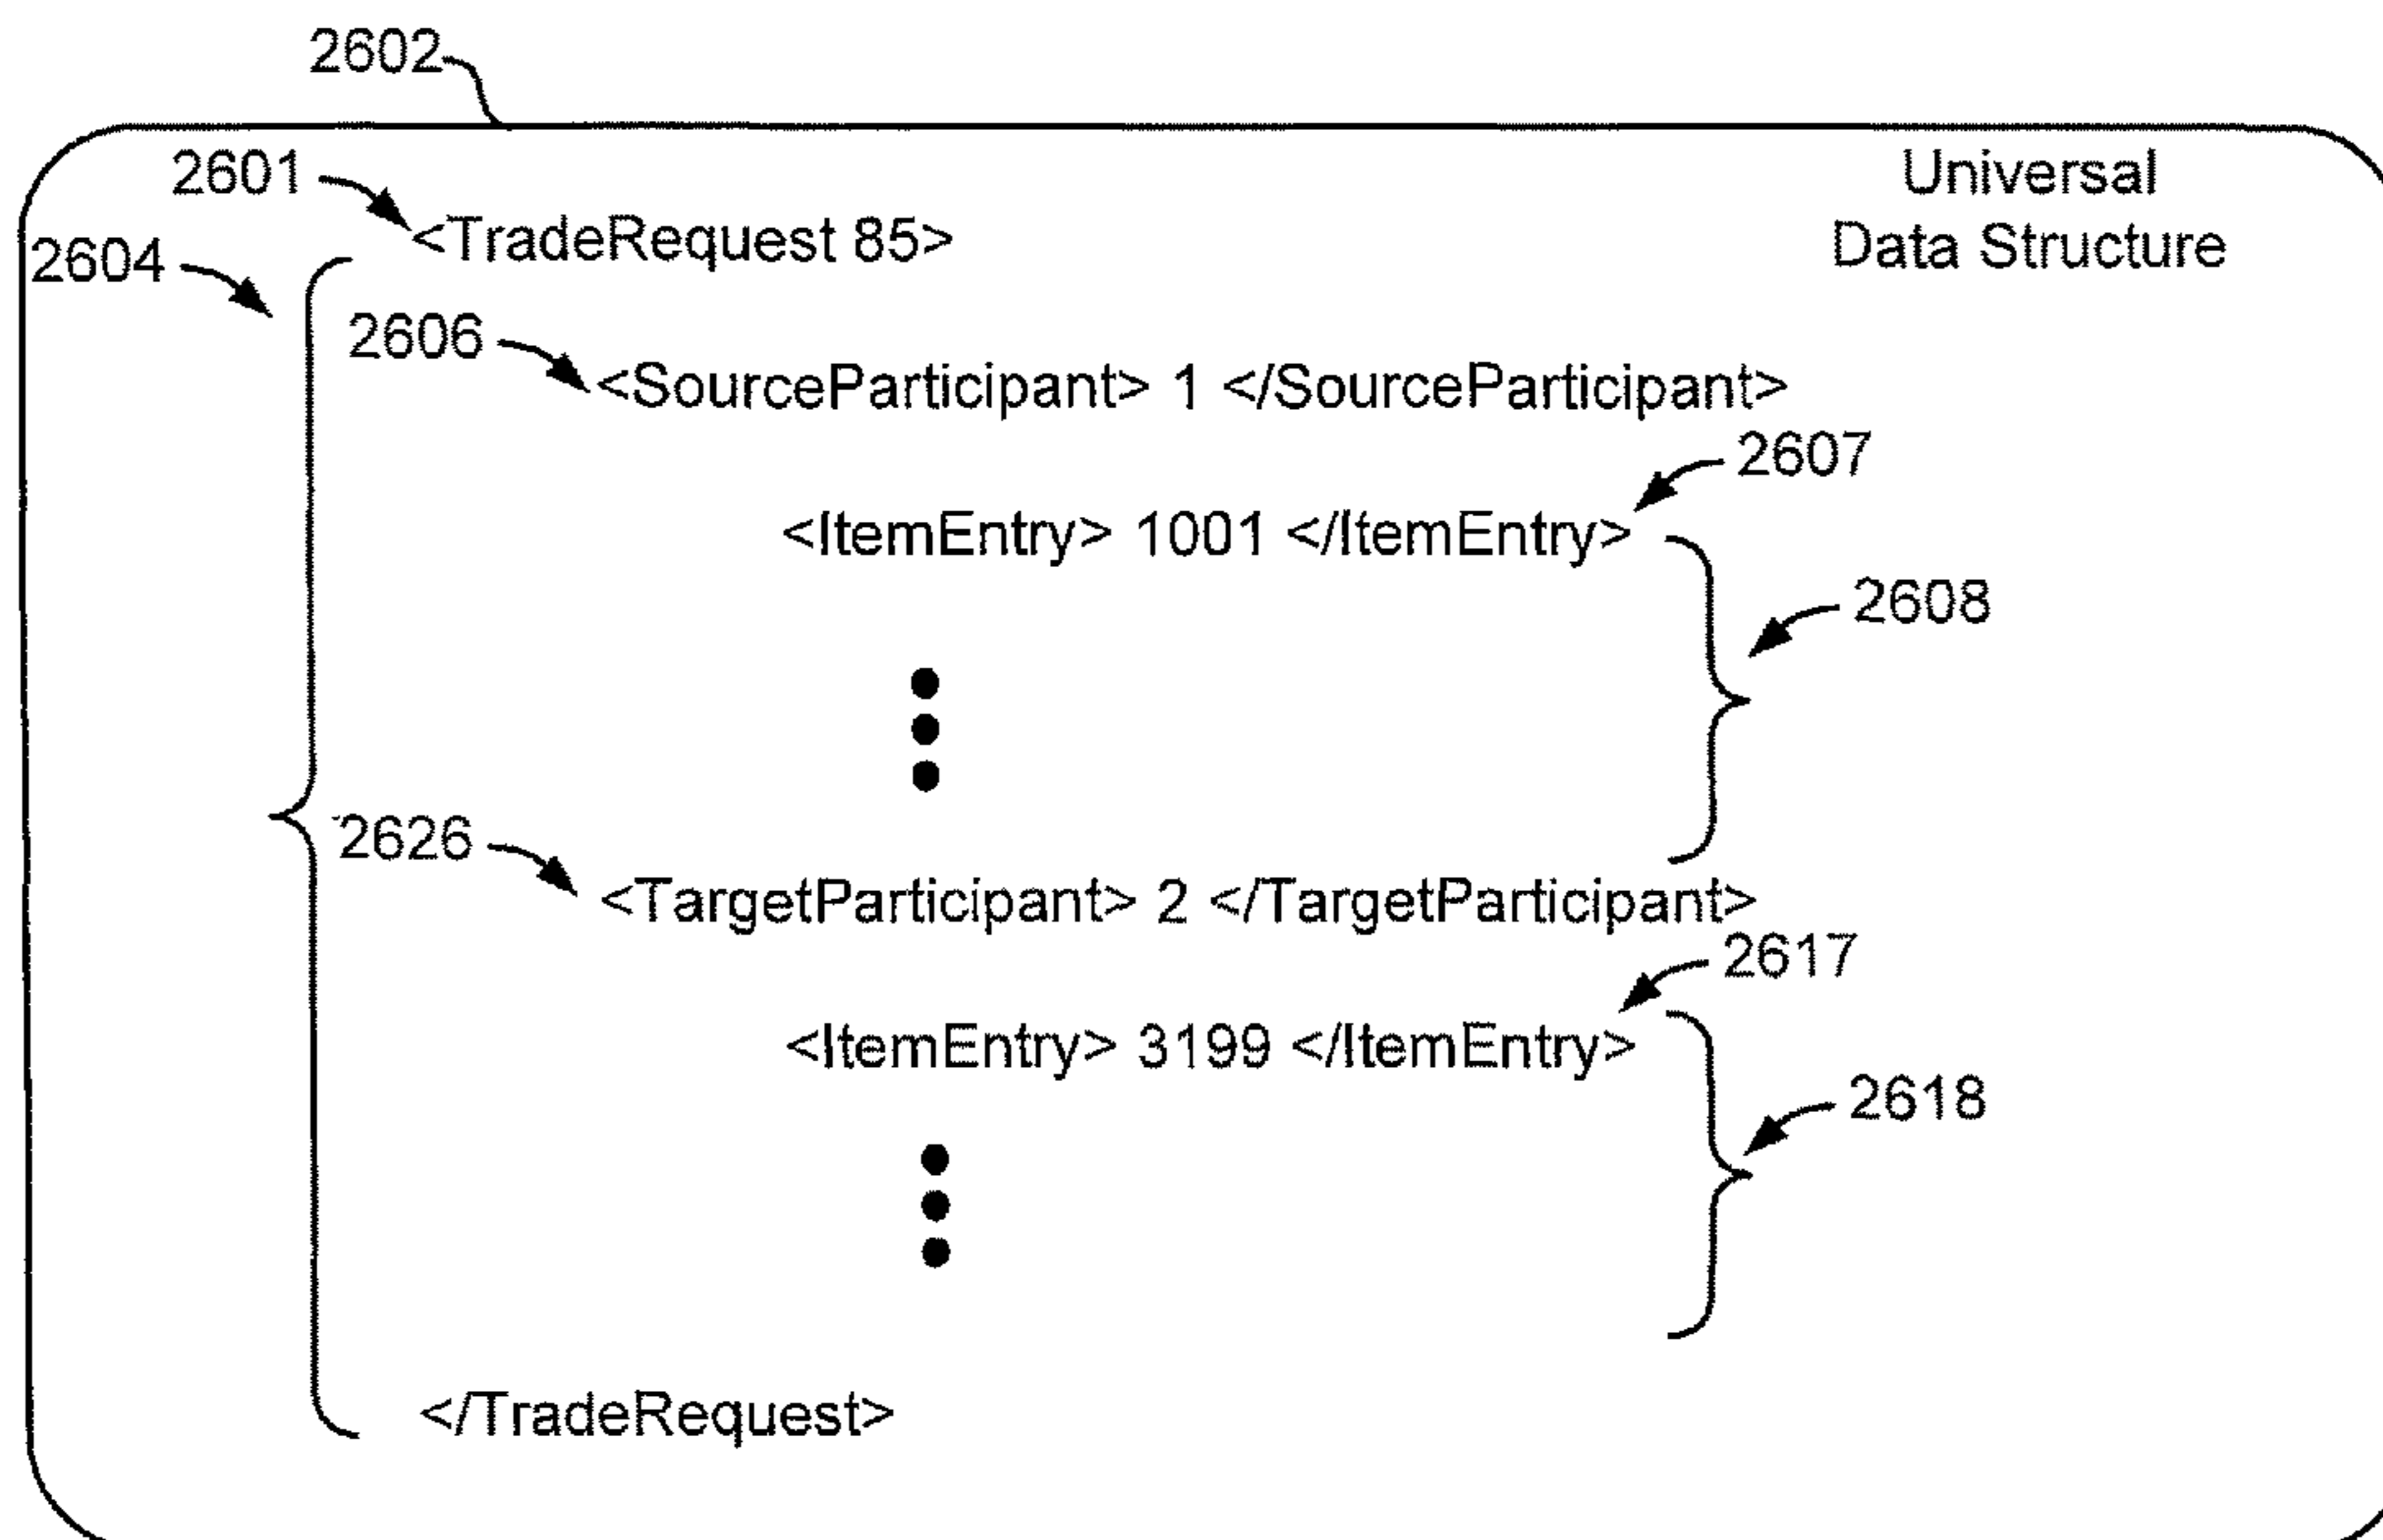 2602
2601
Universal
<TradeRequest 85>
Data Structure
2604
2606
<SourceParticipant> 1 </SourceParticipant>
2607
<ItemEntry> 1001 </ItemEntry>
2608
2626
<TargetParticipant> 2 </TargetParticipant>
2617
<ItemEntry> 3199 </ItemEntry>
2618
</TradeRequest>